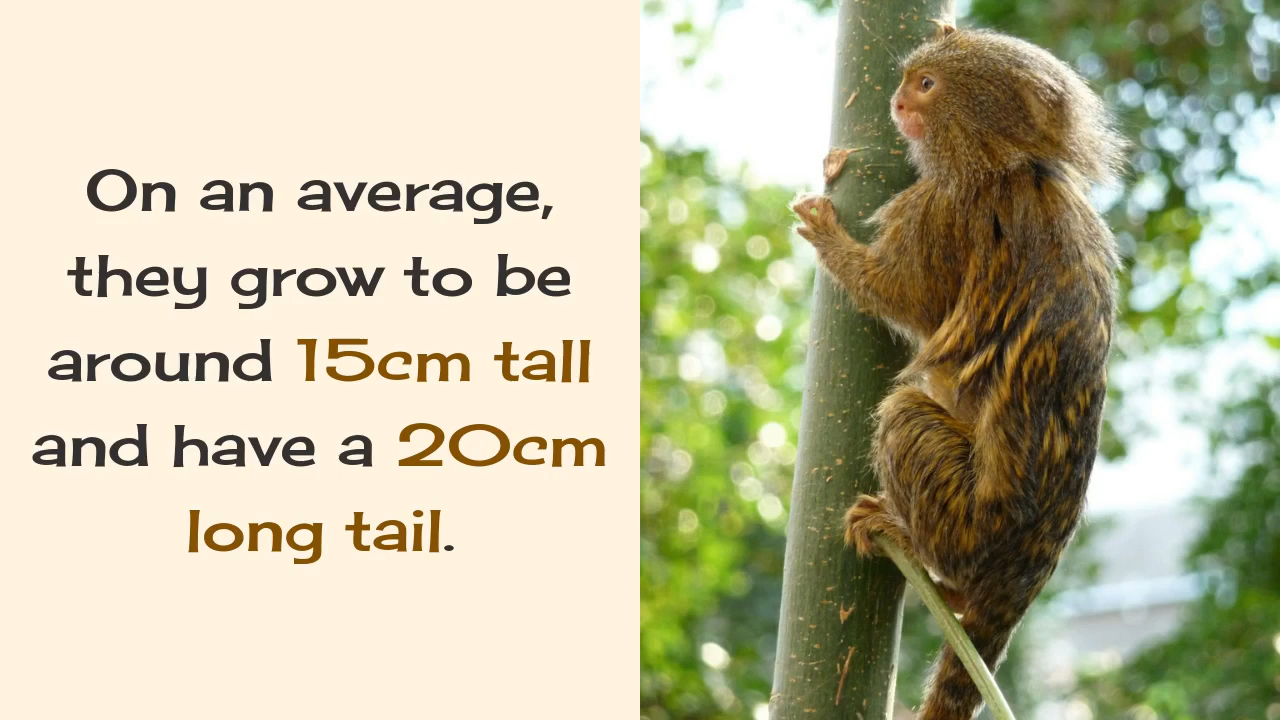 On an average,
they grow to be
around 15cm tall
and have a 20cm
long tail.